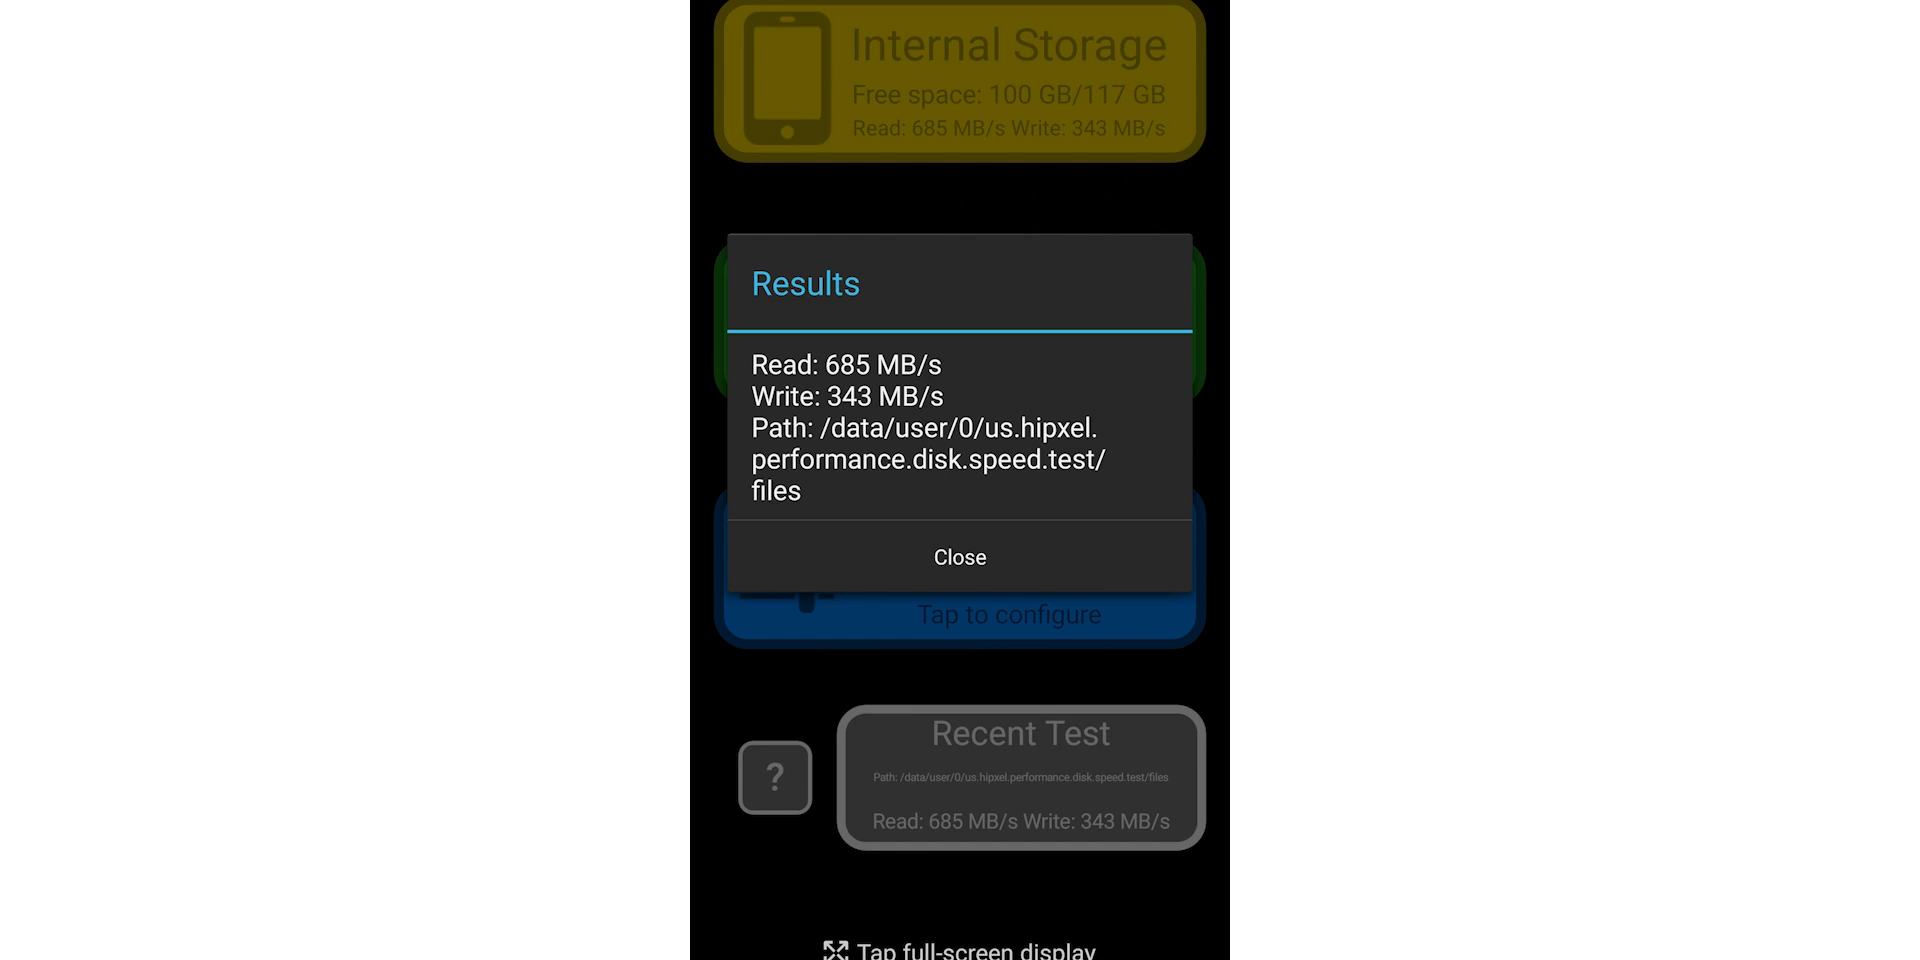 Internal Storage
Free space: 100 GB/117 GB
Read: 685 MB/s Write: 343 MB/s
Results
Read: 685 MB/s
Write: 343 MB/s
Path: /data/user/0/us.hipxel.
performance.disk.speed.test/
files
Close
Tap to configure
Recent Test
Path: /data/user/0/us.hipxel.performance.disk.speed.test/files
?
Read: 685 MB/s Write: 343 MB/s
Tap full-screen display